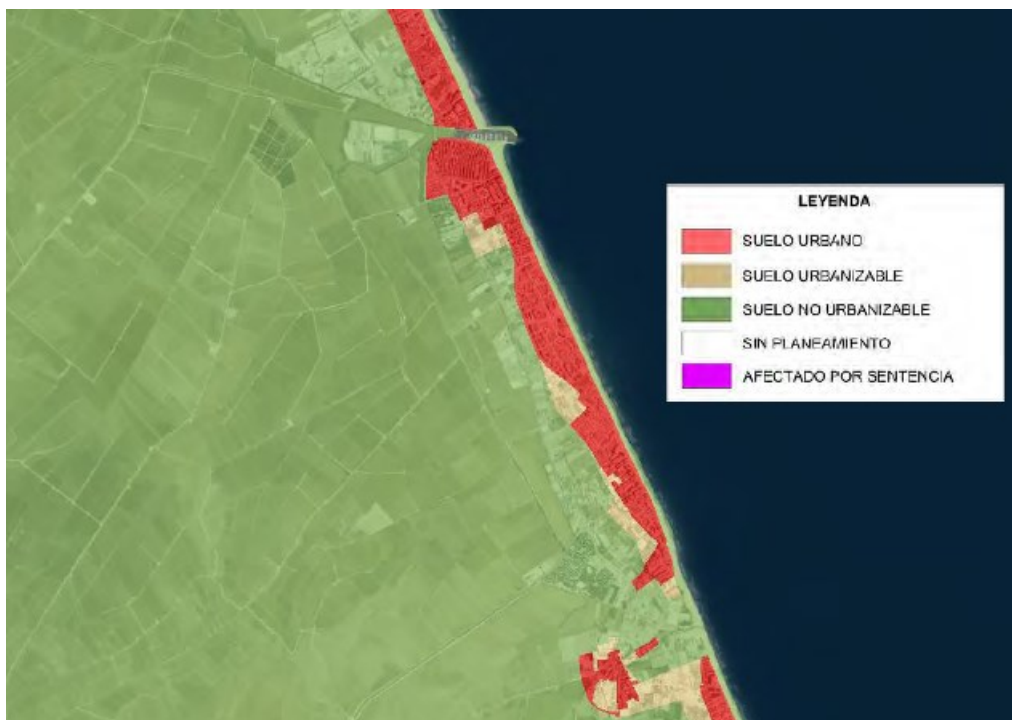 LEYENDA
SUELO URBANO
SUELO URBANIZABLE
SUELO NO URBANIZABLE
SIN PLANEAMIENTO
AFECTADO POR SENTENCIA